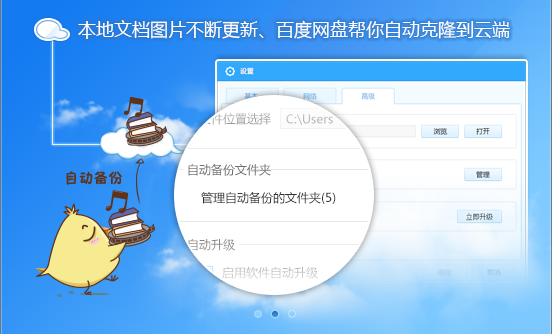 本地文档图片不断更新、百度网盘帮你自动克隆到云端
设置
基本
网络
高级
文件位置选择
C:\Users
浏览
打开
自动备份文件夹
管理自动备份的文件夹(5)
管理
自动备份
自动升级
立即升级
启用软件自动升级